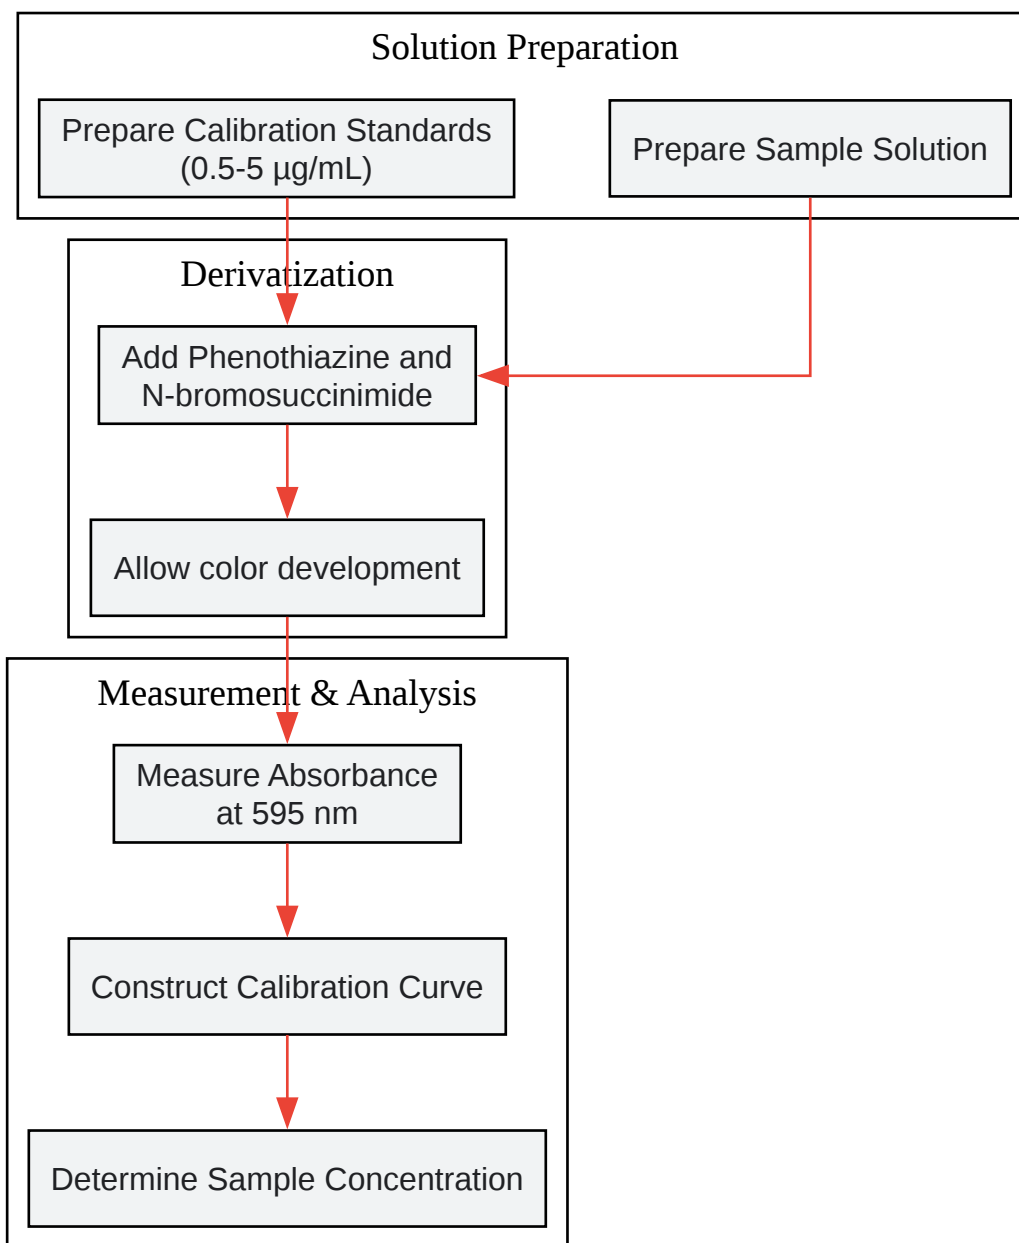 Solution Preparation
Prepare Calibration Standards
(0.5-5 µg/mL)
Prepare Sample Solution
Derivatization
Add Phenothiazine and
N-bromosuccinimide
Allow color development
Measurement & Analysis
Measure Absorbance
at 595 nm
Construct Calibration Curve
Determine Sample Concentration